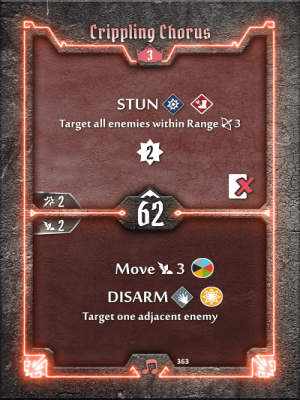 Crippling Chorus
3
STUN
Target all enemies within Range 3
2
2
62
2
Move 3
DISARM
Target one adjacent enemy
363